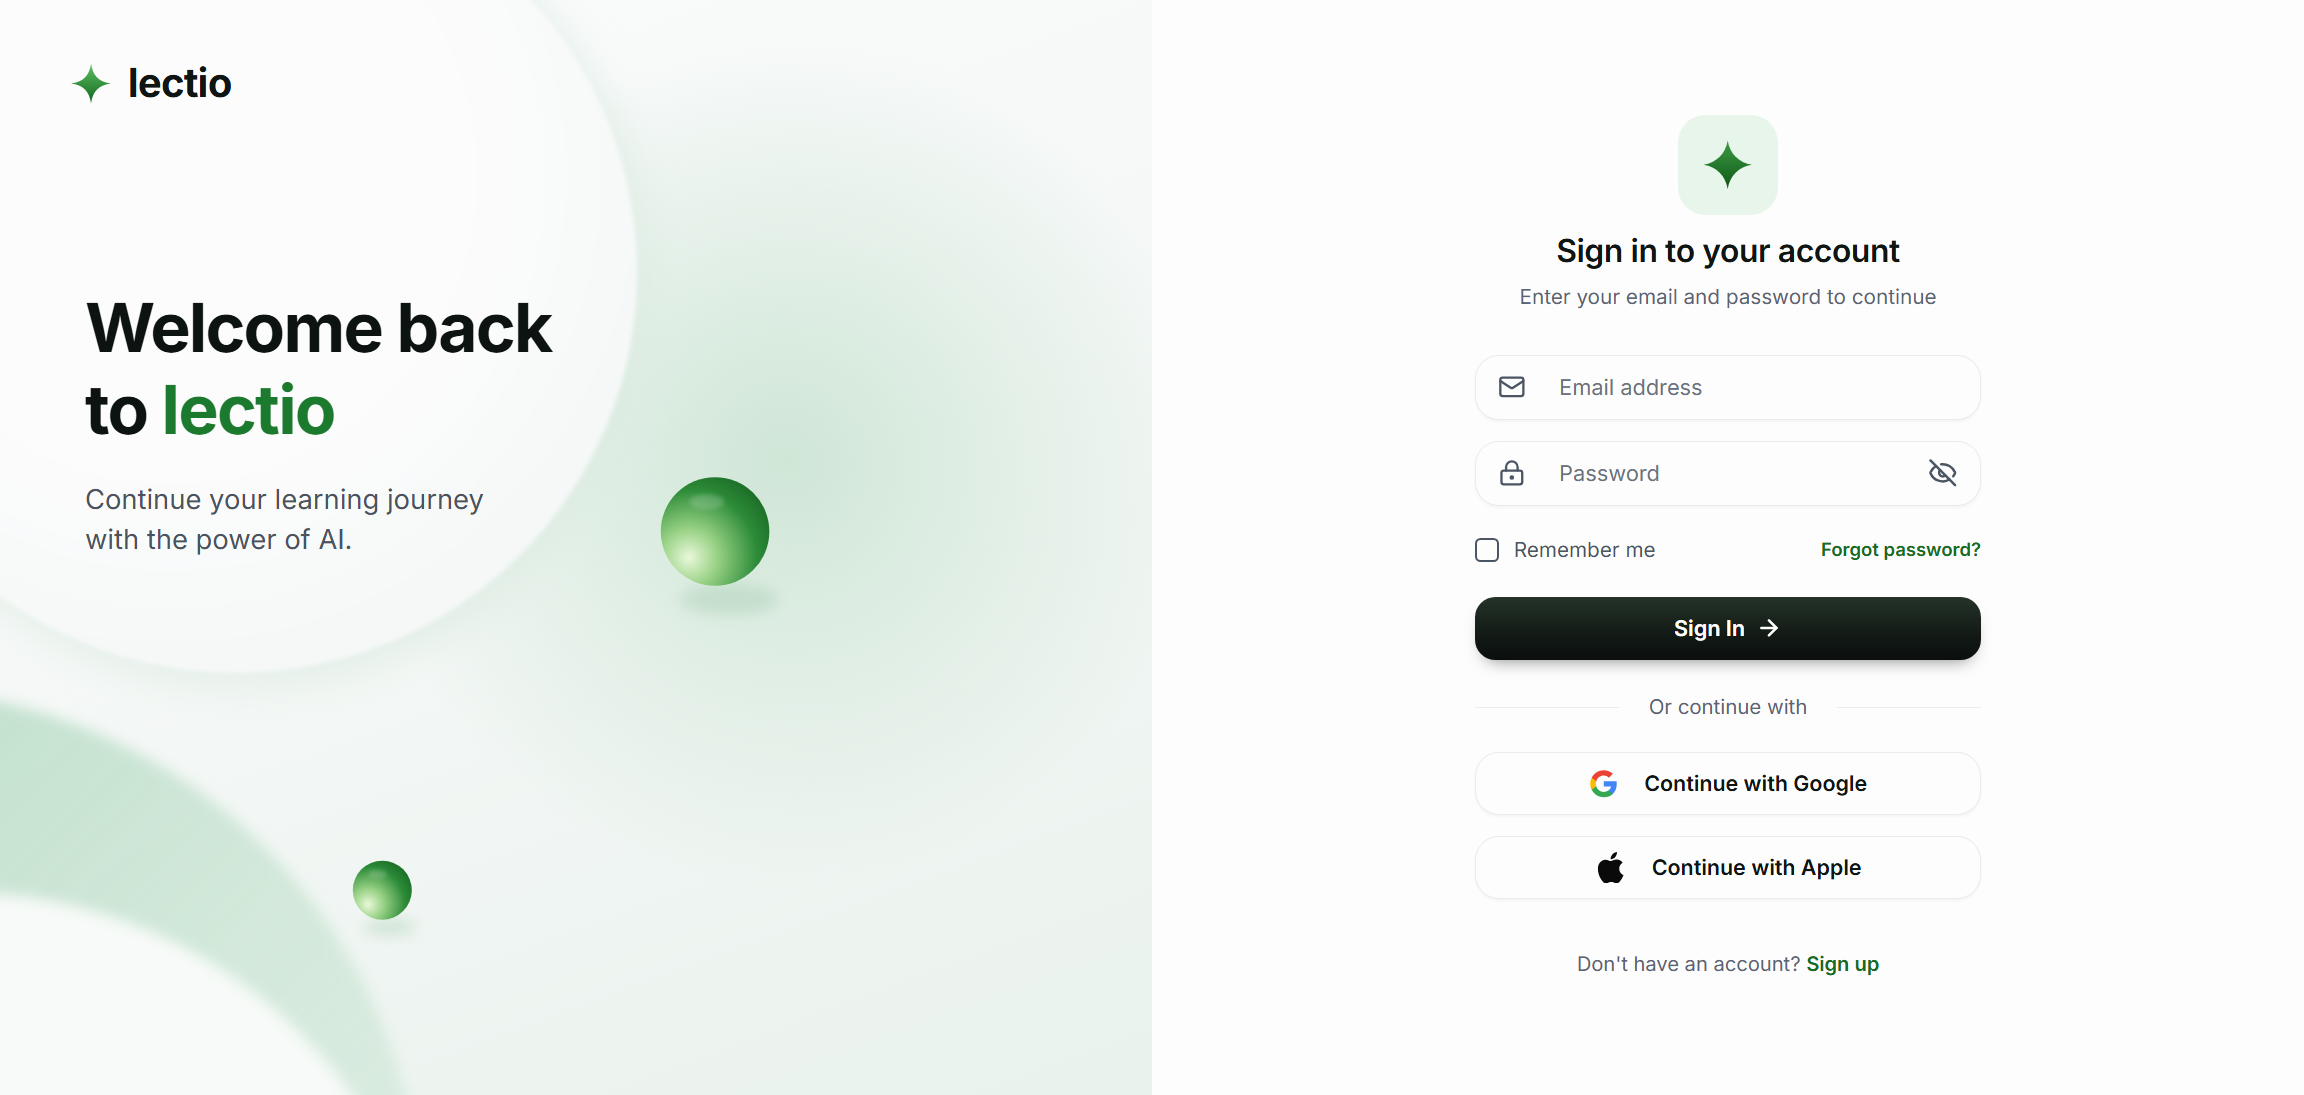 lectio
Welcome back
to lectio
Continue your learning journey
with the power of AI.
Sign in to your account
Enter your email and password to continue
Email address
Password
Remember me
Forgot password?
Sign In
Or continue with
Continue with Google
Continue with Apple
Don't have an account? Sign up